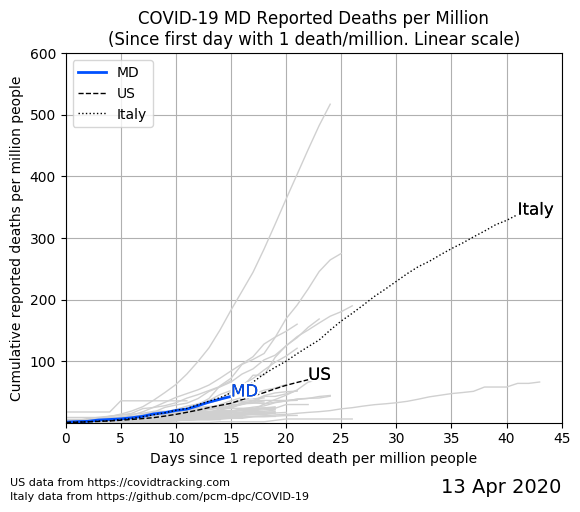 COVID-19 MD Reported Deaths per Million
(Since first day with 1 death/million. Linear scale)
Cumulative reported deaths per million people
600
500
400
300
200
100
MD
US
Italy
Italy
US
MD
0 5 10 15 20 25 30 35 40 45
Days since 1 reported death per million people
US data from https://covidtracking.com
Italy data from https://github.com/pcm-dpc/COVID-19
13 Apr 2020